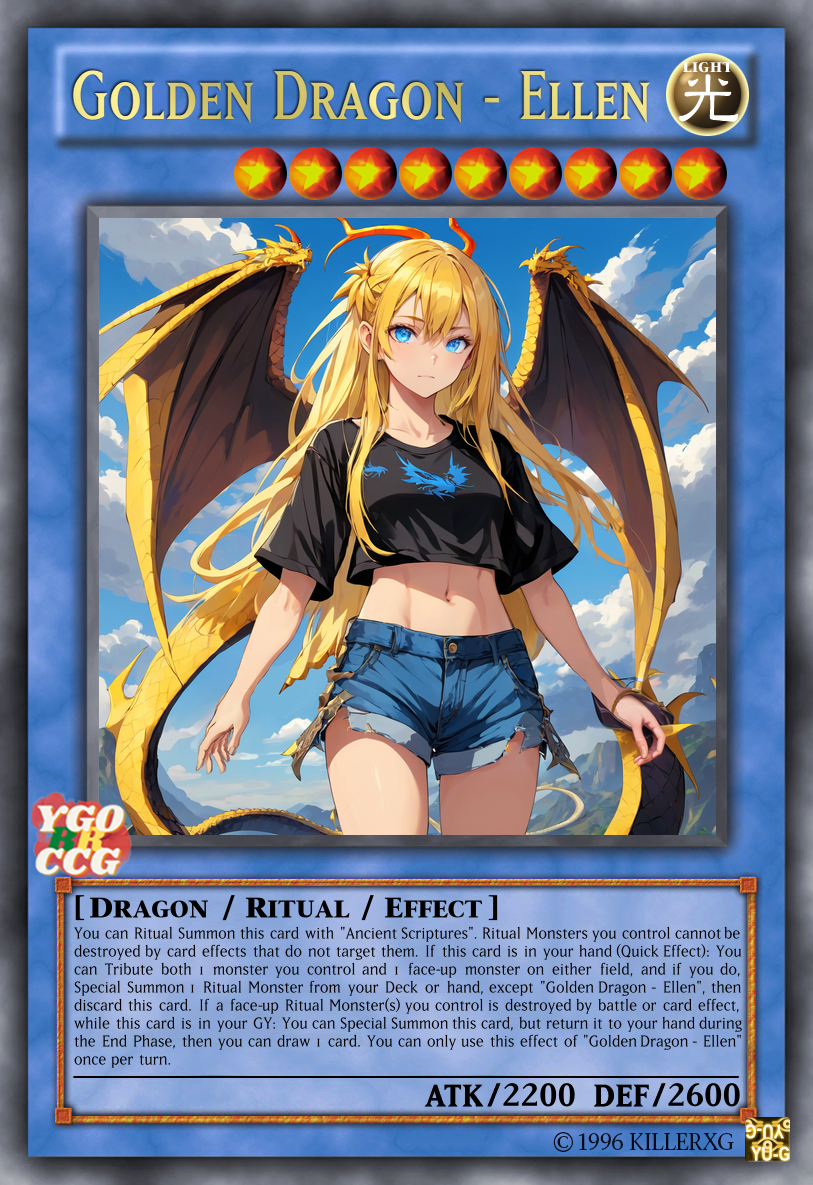 GOLDEN DRAGON - ELLEN
LIGHT
光
YGO
BR
CCG
[ DRAGON / RITUAL / EFFECT ]
You can Ritual Summon this card with "Ancient Scriptures". Ritual Monsters you control cannot be
destroyed by card effects that do not target them. If this card is in your hand (Quick Effect): You
can Tribute both 1 monster you control and 1 face-up monster on either field, and if you do,
Special Summon 1 Ritual Monster from your Deck or hand, except "Golden Dragon - Ellen", then
discard this card. If a face-up Ritual Monster(s) you control is destroyed by battle or card effect,
while this card is in your GY: You can Special Summon this card, but return it to your hand during
the End Phase, then you can draw 1 card. You can only use this effect of "Golden Dragon - Ellen"
once per turn.
ATK/2200 DEF/2600
© 1996 KILLERXG